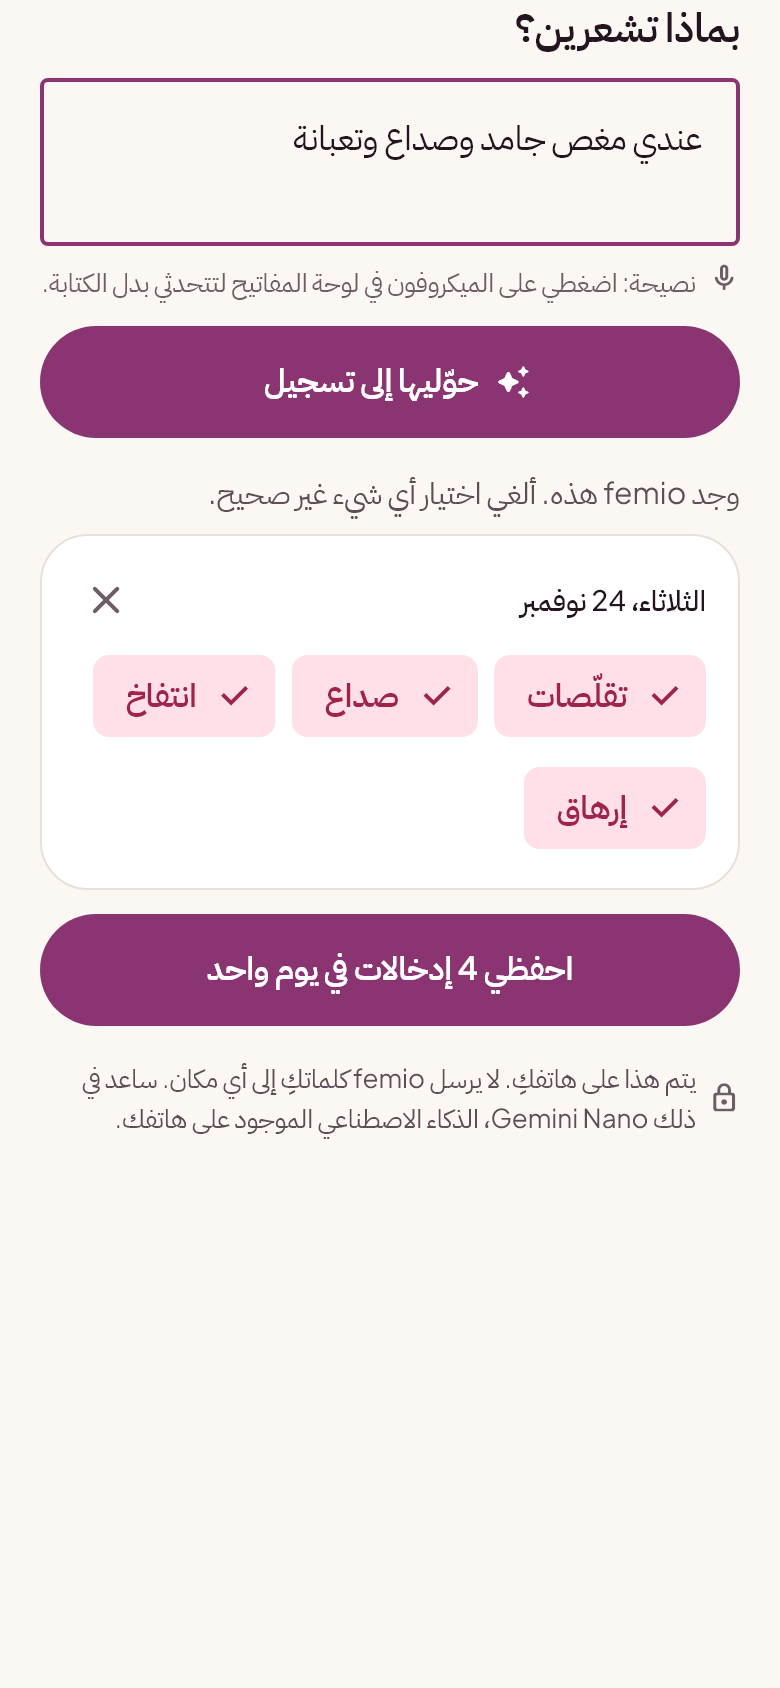 بماذا تشعرين؟
عندي مغص جامد وصداع وتعبانة
نصيحة: اضغطي على الميكروفون في لوحة المفاتيح لتتحدثي بدل الكتابة.
حوّليها إلى تسجيل
وجد femio هذه. ألغي اختيار أي شيء غير صحيح.
الثلاثاء، 24 نوفمبر
تقلّصات
صداع
انتفاخ
إرهاق
احفظي 4 إدخالات في يوم واحد
يتم هذا على هاتفكِ. لا يرسل femio كلماتكِ إلى أي مكان. ساعد في
ذلك Gemini Nano، الذكاء الاصطناعي الموجود على هاتفك.